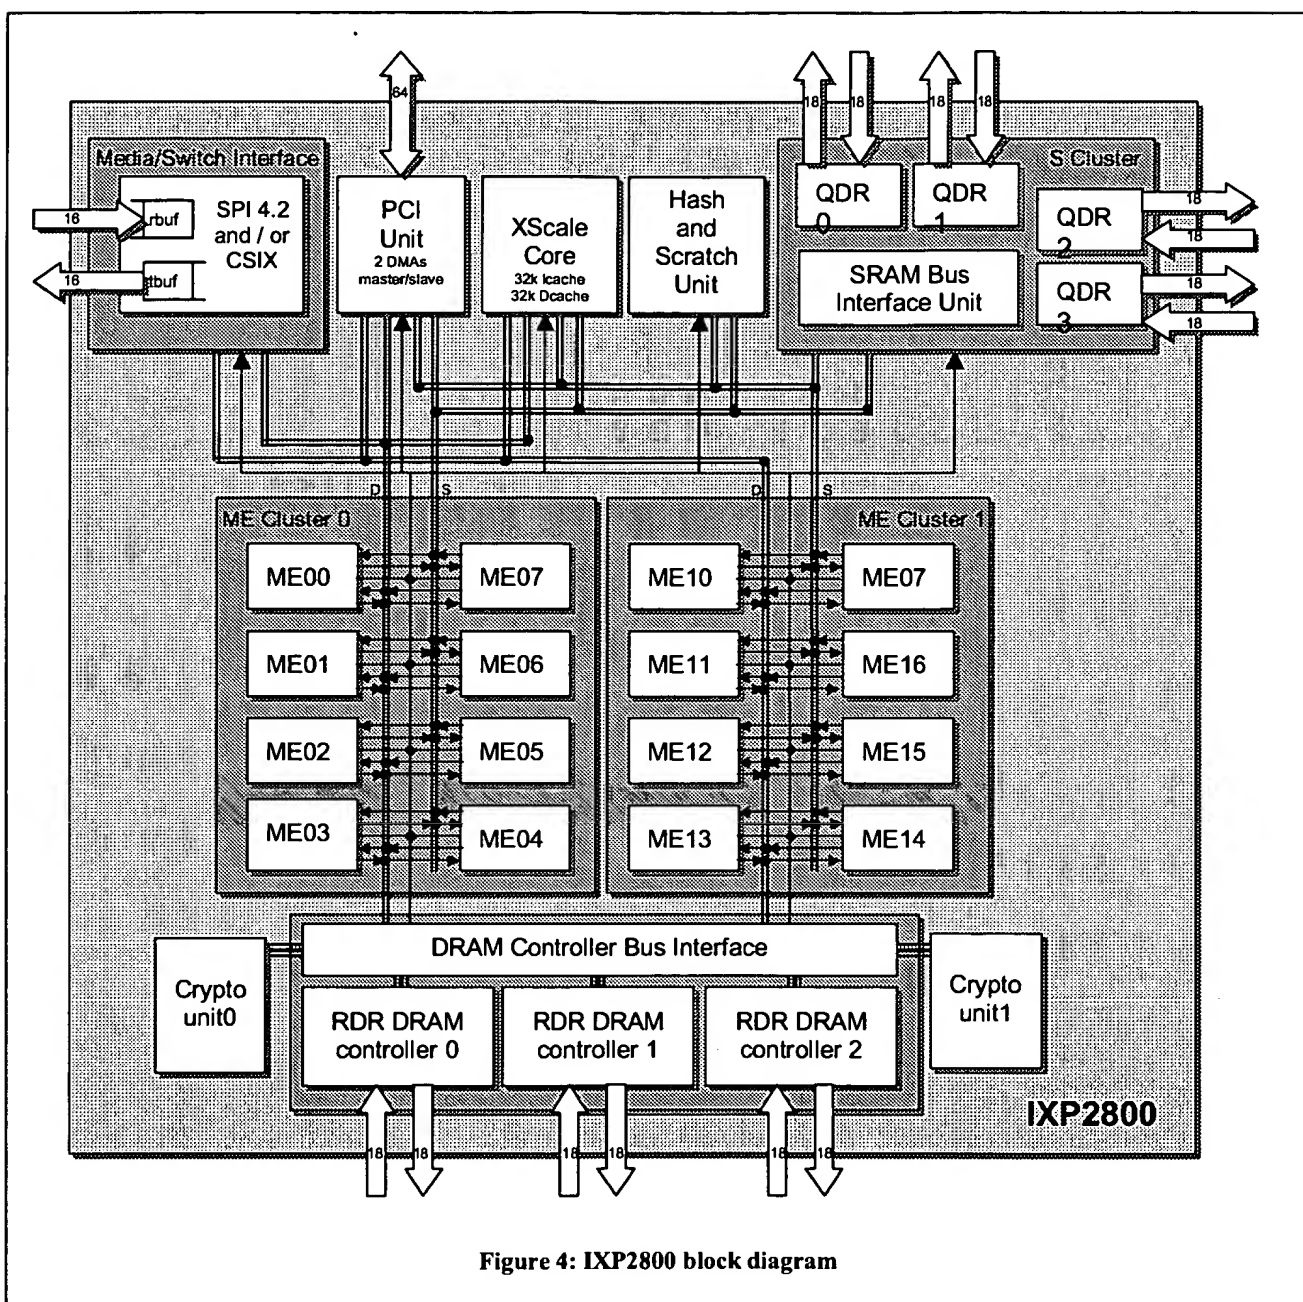 64
18
18
18
18
Media/Switch Interface
S Cluster
rbuf
SPI 4.2
and / or
CSIX
tbuf
16
16
PCI
Unit
2 DMAs
master/slave
XScale
Core
32k Icache
32k Dcache
Hash
and
Scratch
Unit
QDR
0
QDR
1
QDR
2
18
18
SRAM Bus
Interface Unit
QDR
3
18
18
D
S
D
S
ME Cluster 0
ME Cluster 1
ME00
ME07
ME10
ME07
ME01
ME06
ME11
ME16
ME02
ME05
ME12
ME15
ME03
ME04
ME13
ME14
DRAM Controller Bus Interface
Crypto
unit0
Crypto
unit1
RDR DRAM
controller 0
RDR DRAM
controller 1
RDR DRAM
controller 2
IXP2800
18
18
18
18
18
18
Figure 4: IXP2800 block diagram